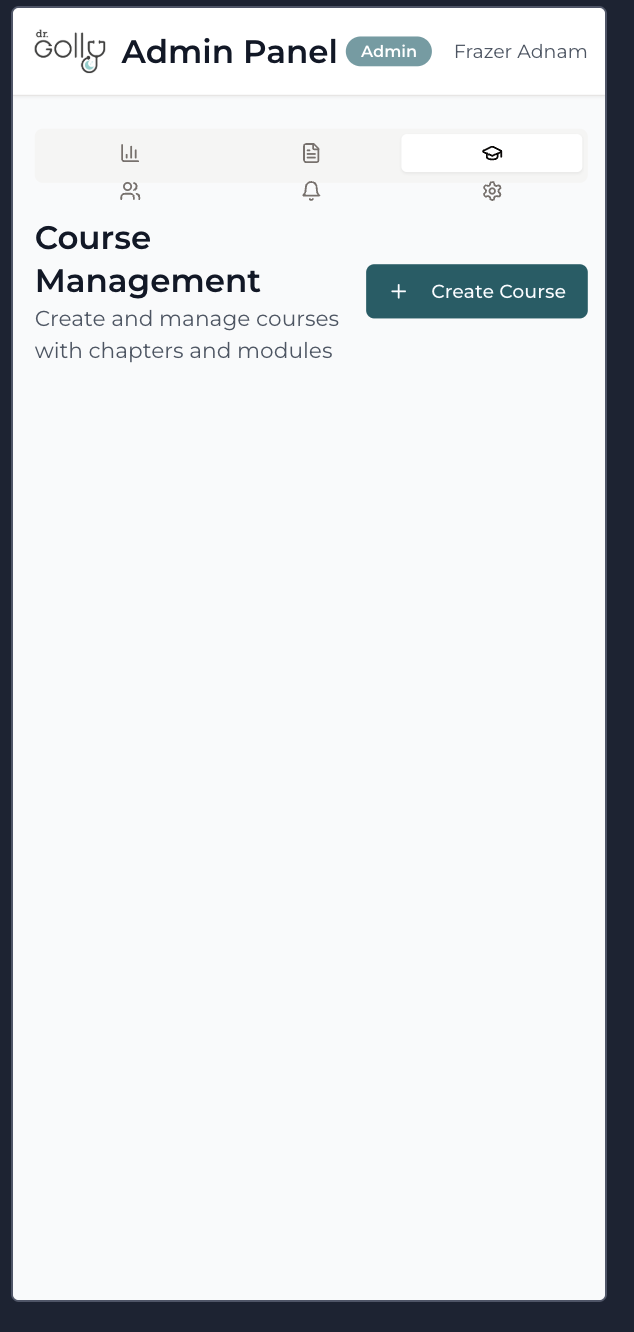 dr.
Golly
Admin Panel Admin Frazer Adnam
Course
Management
Create Course
Create and manage courses
with chapters and modules